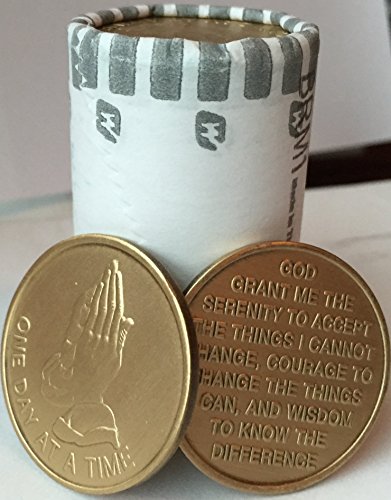 BRM
ONE DAY AT A TIME
GOD
GRANT ME THE
SERENITY TO ACCEPT
THE THINGS I CANNOT
HANGE, COURAGE TO
HANGE THE THINGS
CAN, AND WISDOM
TO KNOW THE
DIFFERENCE